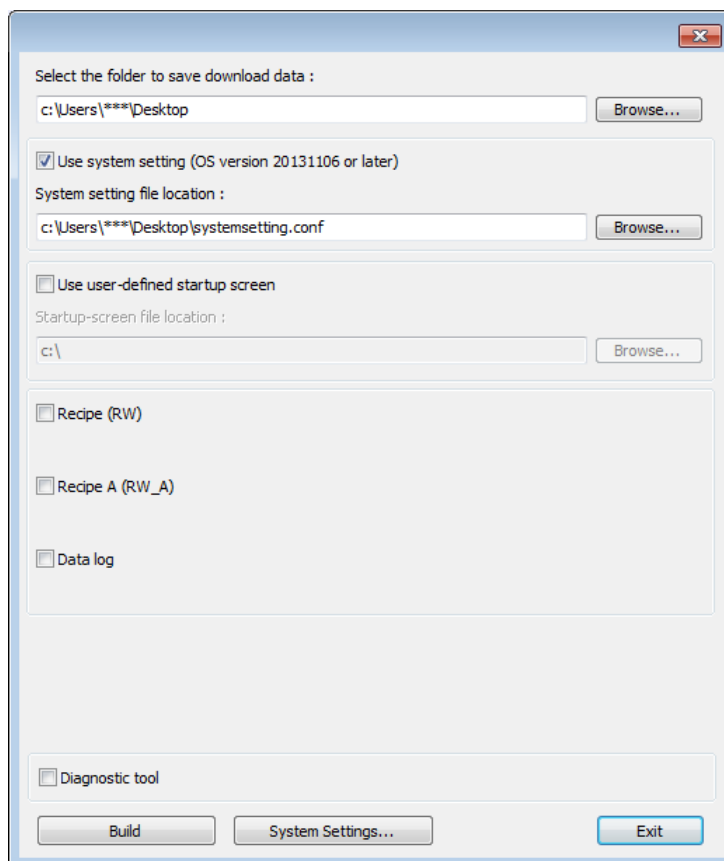 Select the folder to save download data :
c:\Users\***\Desktop
Browse...
Use system setting (OS version 20131106 or later)
System setting file location :
c:\Users\***\Desktop\systemsetting.conf
Browse...
Use user-defined startup screen
Startup-screen file location :
c:\
Browse...
Recipe (RW)
Recipe A (RW_A)
Data log
Diagnostic tool
Build
System Settings...
Exit